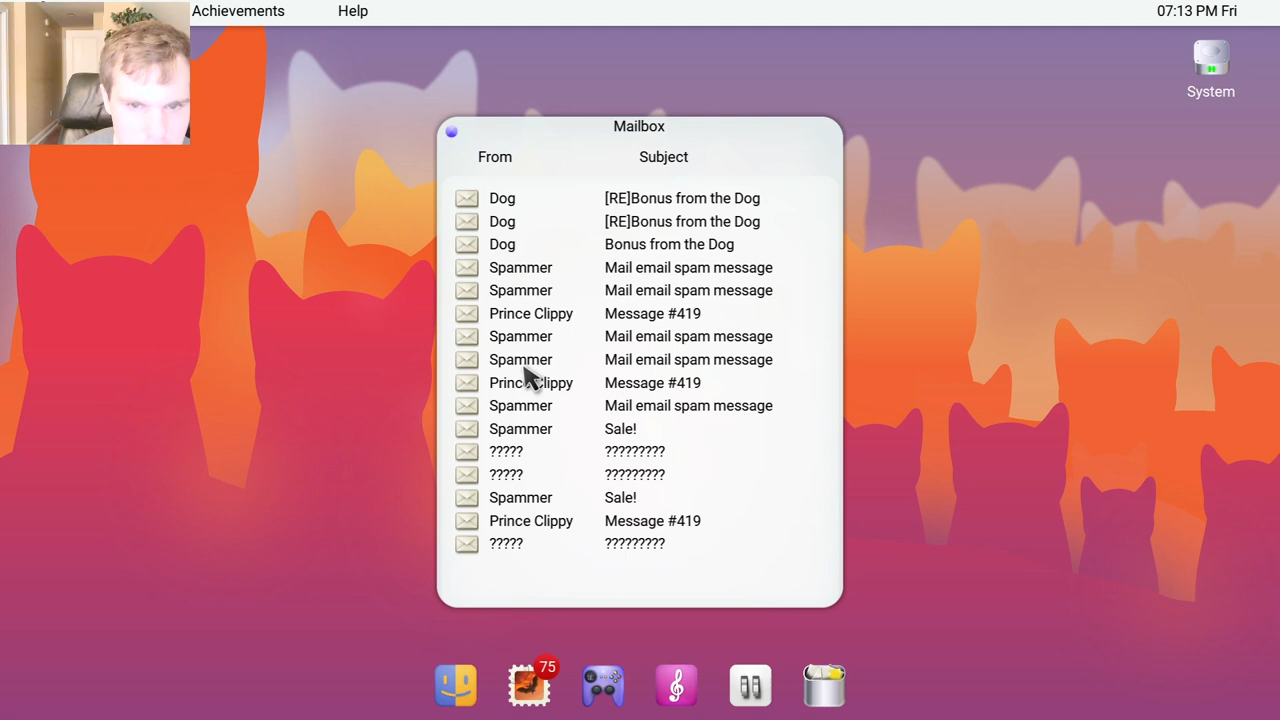 Achievements Help 07:13 PM Fri
System
Mailbox
From Subject
Dog [RE]Bonus from the Dog
Dog [RE]Bonus from the Dog
Dog Bonus from the Dog
Spammer Mail email spam message
Spammer Mail email spam message
Prince Clippy Message #419
Spammer Mail email spam message
Spammer Mail email spam message
Prince Clippy Message #419
Spammer Mail email spam message
Spammer Sale!
????? ?????????
????? ?????????
Spammer Sale!
Prince Clippy Message #419
????? ?????????
75